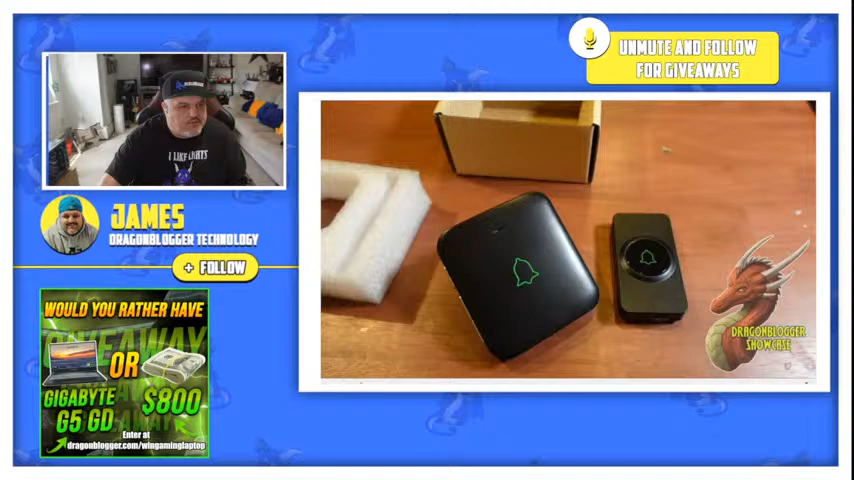 UNMUTE AND FOLLOW
FOR GIVEAWAYS
I LIKE
JAMES
DRAGONBLOGGER TECHNOLOGY
+ FOLLOW
WOULD YOU RATHER HAVE
GIVEAWAY
OR
GIGABYTE
G5 GD
$800
Enter at
dragonblogger.com/wingaminglaptop
DRAGONBLOGGER
SHOWCASE